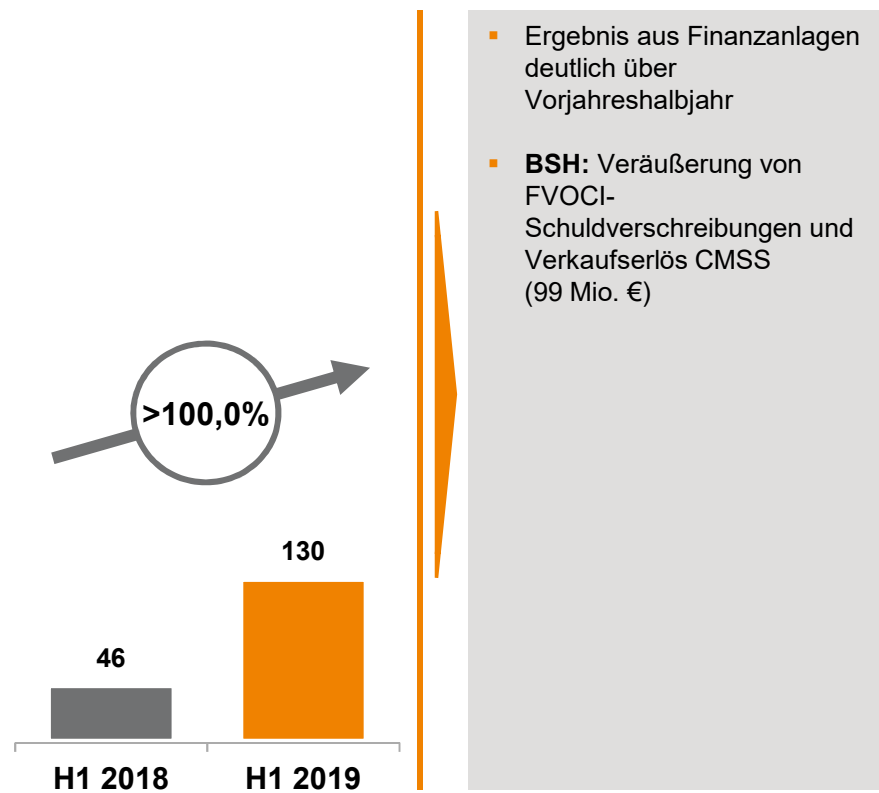 >100,0%
130
46
H1 2018
H1 2019
▪ Ergebnis aus Finanzanlagen
deutlich über
Vorjahreshalbjahr
▪ BSH: Veräußerung von
FVOCI-
Schuldverschreibungen und
Verkaufserlös CMSS
(99 Mio. €)